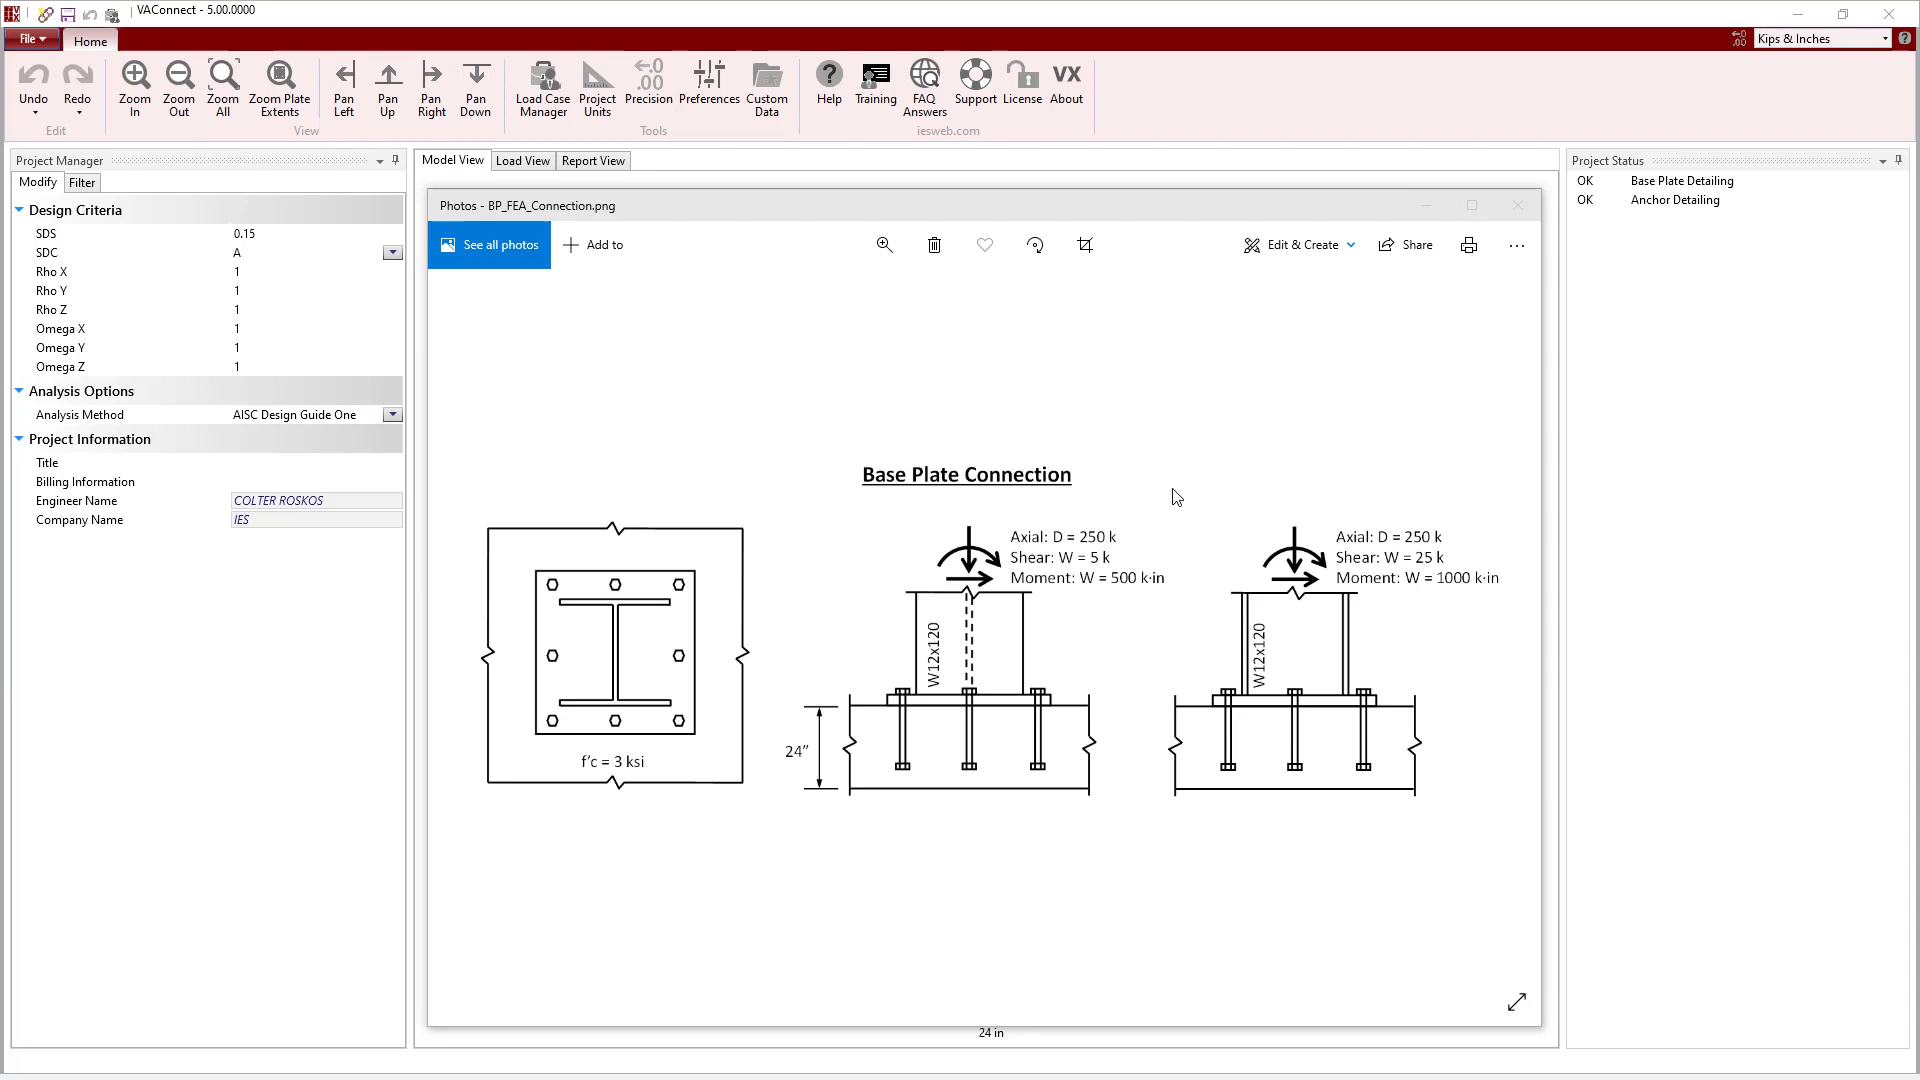 VAConnect - 5.00.0000
File
Home
Kips & Inches
Undo
Redo
Zoom In
Zoom Out
Zoom All
Zoom Plate Extents
Pan Left
Pan Up
Pan Right
Pan Down
Load Case Manager
Project Units
Precision
Preferences
Custom Data
Help
Training
FAQ Answers
Support
License
VX
About
Edit
View
Tools
iesweb.com
Project Manager
Modify
Filter
Design Criteria
SDS 0.15
SDC A
Rho X 1
Rho Y 1
Rho Z 1
Omega X 1
Omega Y 1
Omega Z 1
Analysis Options
Analysis Method AISC Design Guide One
Project Information
Title
Billing Information
Engineer Name COLTER ROSKOS
Company Name IES
Model View
Load View
Report View
Photos - BP_FEA_Connection.png
See all photos
Add to
Edit & Create
Share
Base Plate Connection
f'c = 3 ksi
Axial: D = 250 k
Shear: W = 5 k
Moment: W = 500 k·in
W12x120
24”
Axial: D = 250 k
Shear: W = 25 k
Moment: W = 1000 k·in
W12x120
24 in
Project Status
OK Base Plate Detailing
OK Anchor Detailing